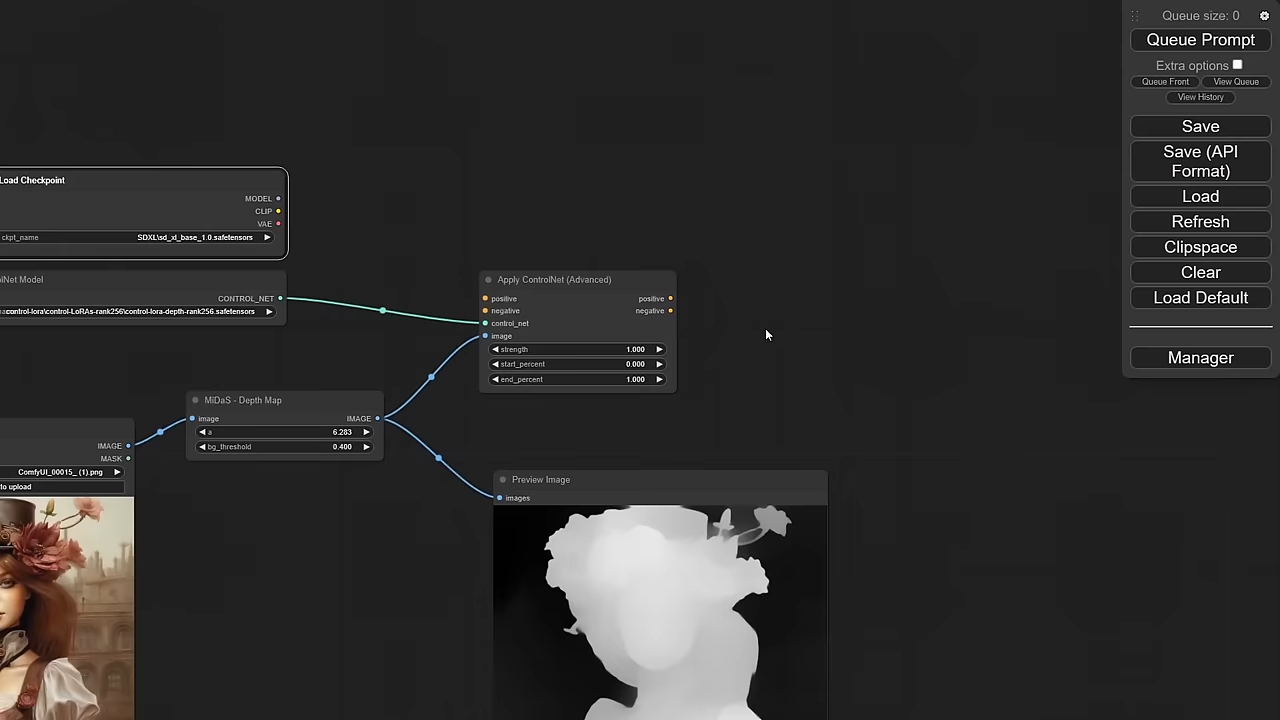 Queue size: 0
Queue Prompt
Extra options
Queue Front
View Queue
View History
Save
Save (API
Format)
Load
Refresh
Clipspace
Clear
Load Default
Manager
Load Checkpoint
MODEL
CLIP
VAE
ckpt_name SDXL\sd_xl_base_1.0.safetensors
Net Model
CONTROL_NET
control-lora\control-LoRAs-rank256\control-lora-depth-rank256.safetensors
Apply ControlNet (Advanced)
positive positive
negative negative
control_net
image
strength 1.000
start_percent 0.000
end_percent 1.000
MiDaS - Depth Map
image IMAGE
a 6.283
bg_threshold 0.400
IMAGE
MASK
ComfyUI_00015_ (1).png
to upload
Preview Image
images